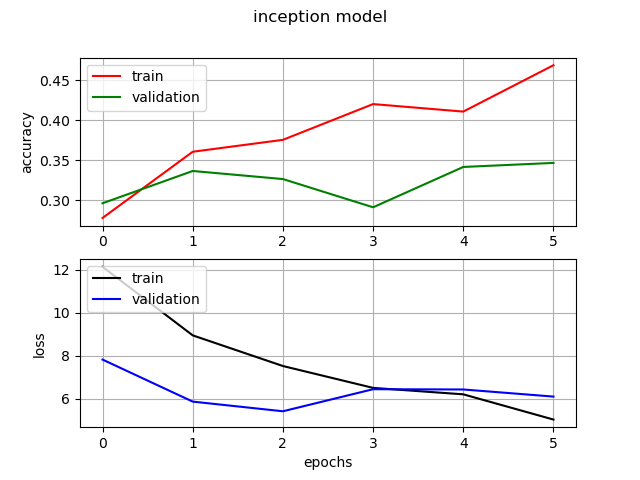 inception model
train
validation
accuracy
0.45
0.40
0.35
0.30
0 1 2 3 4 5
train
validation
loss
12
10
8
6
0 1 2 3 4 5
epochs